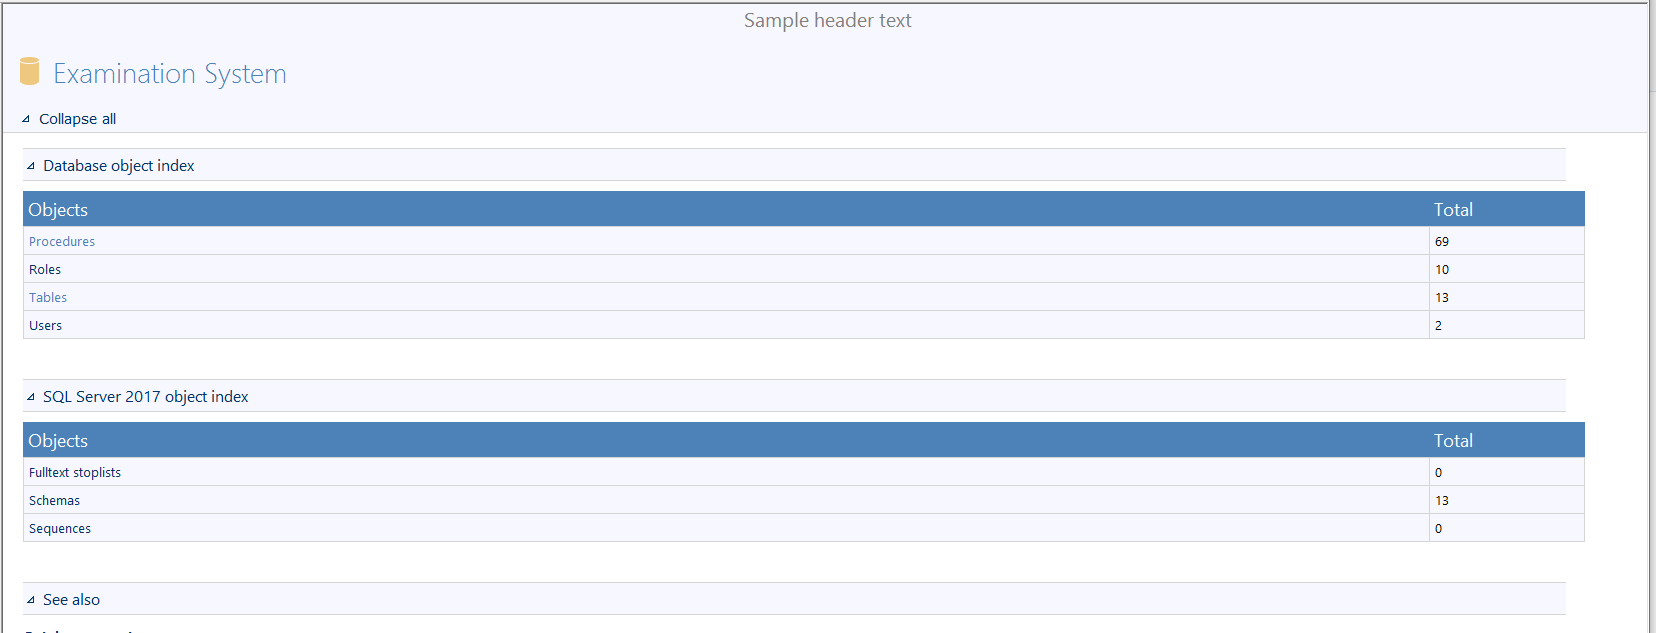 Sample header text
Examination System
Collapse all
Database object index
Objects Total
Procedures 69
Roles 10
Tables 13
Users 2
SQL Server 2017 object index
Objects Total
Fulltext stoplists 0
Schemas 13
Sequences 0
See also